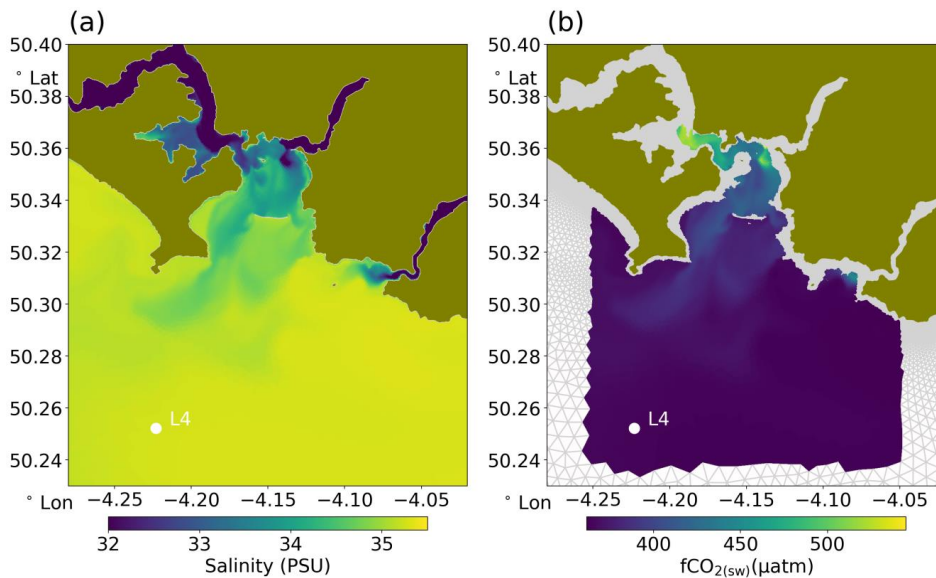 (a)
(b)
50.40
° Lat
50.38
50.36
50.34
50.32
50.30
50.28
50.26
50.24
L4
° Lon −4.25 −4.20 −4.15 −4.10 −4.05
32 33 34 35
Salinity (PSU)
50.40
° Lat
50.38
50.36
50.34
50.32
50.30
50.28
50.26
50.24
L4
° Lon −4.25 −4.20 −4.15 −4.10 −4.05
400 450 500
fCO2(sw)(μatm)